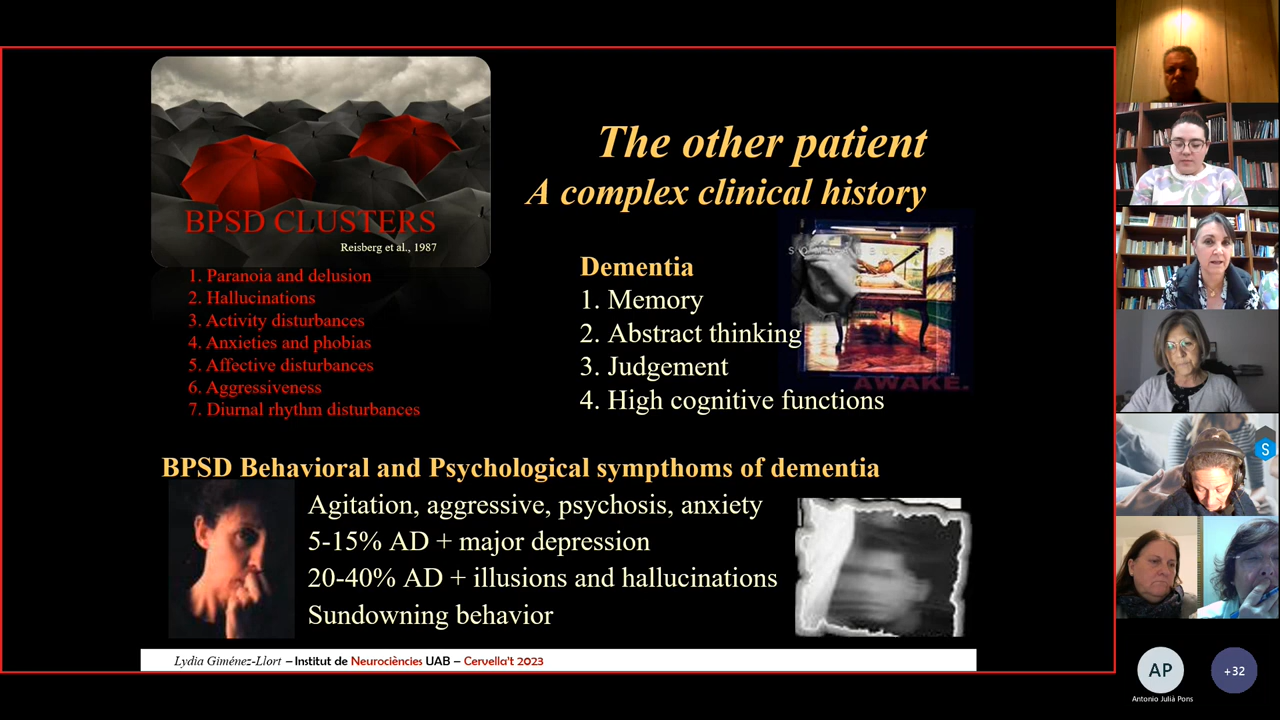 BPSD CLUSTERS
Reisberg et al., 1987
1. Paranoia and delusion
2. Hallucinations
3. Activity disturbances
4. Anxieties and phobias
5. Affective disturbances
6. Aggressiveness
7. Diurnal rhythm disturbances
The other patient
A complex clinical history
Dementia
1. Memory
2. Abstract thinking
3. Judgement
4. High cognitive functions
AWAKE.
BPSD Behavioral and Psychological sympthoms of dementia
Agitation, aggressive, psychosis, anxiety
5-15% AD + major depression
20-40% AD + illusions and hallucinations
Sundowning behavior
Lydia Giménez-Llort – Institut de Neurociències UAB – Cervella't 2023
S
AP
+32
Antonio Julià Pons